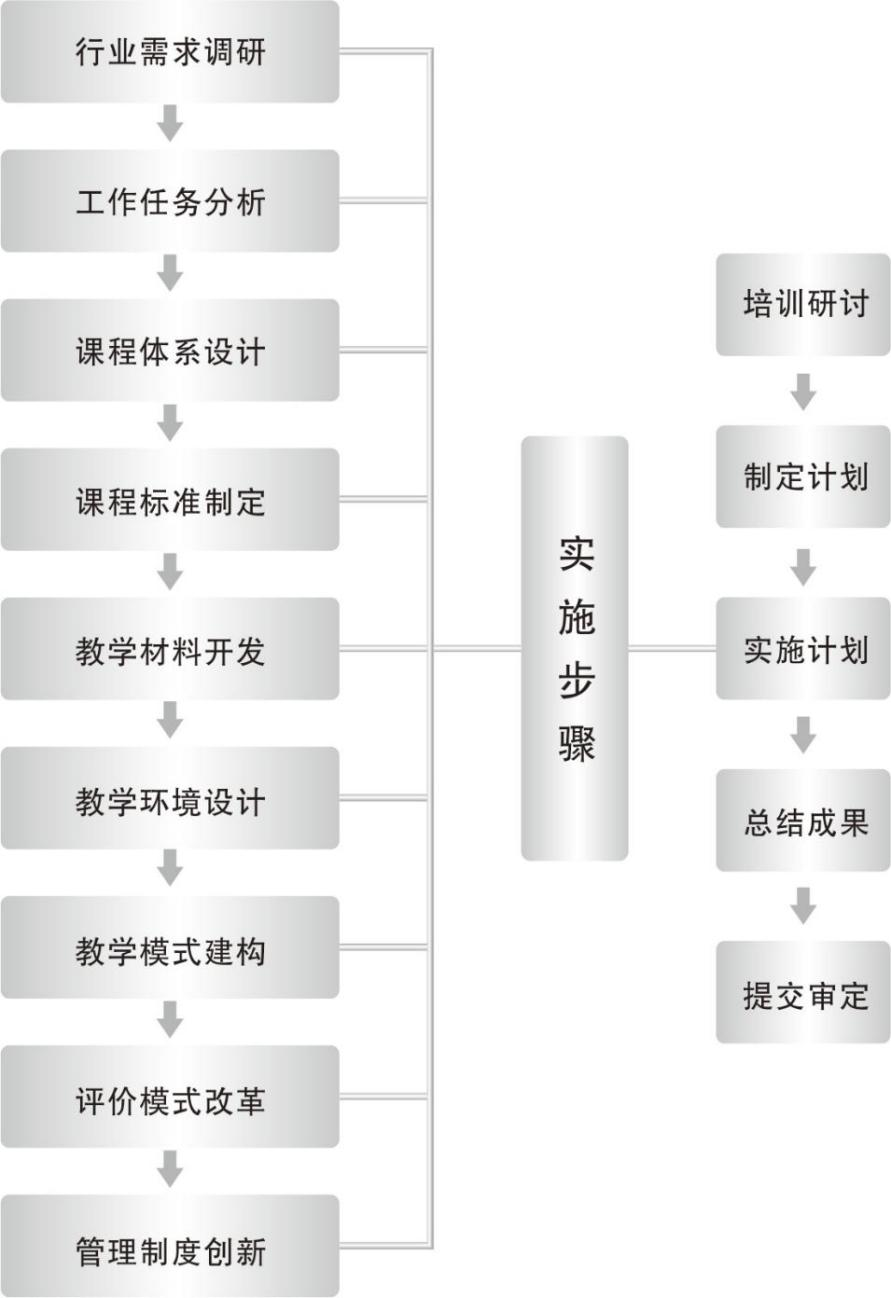 行业需求调研
工作任务分析
课程体系设计
课程标准制定
教学材料开发
教学环境设计
教学模式建构
评价模式改革
管理制度创新
实施步骤
培训研讨
制定计划
实施计划
总结成果
提交审定